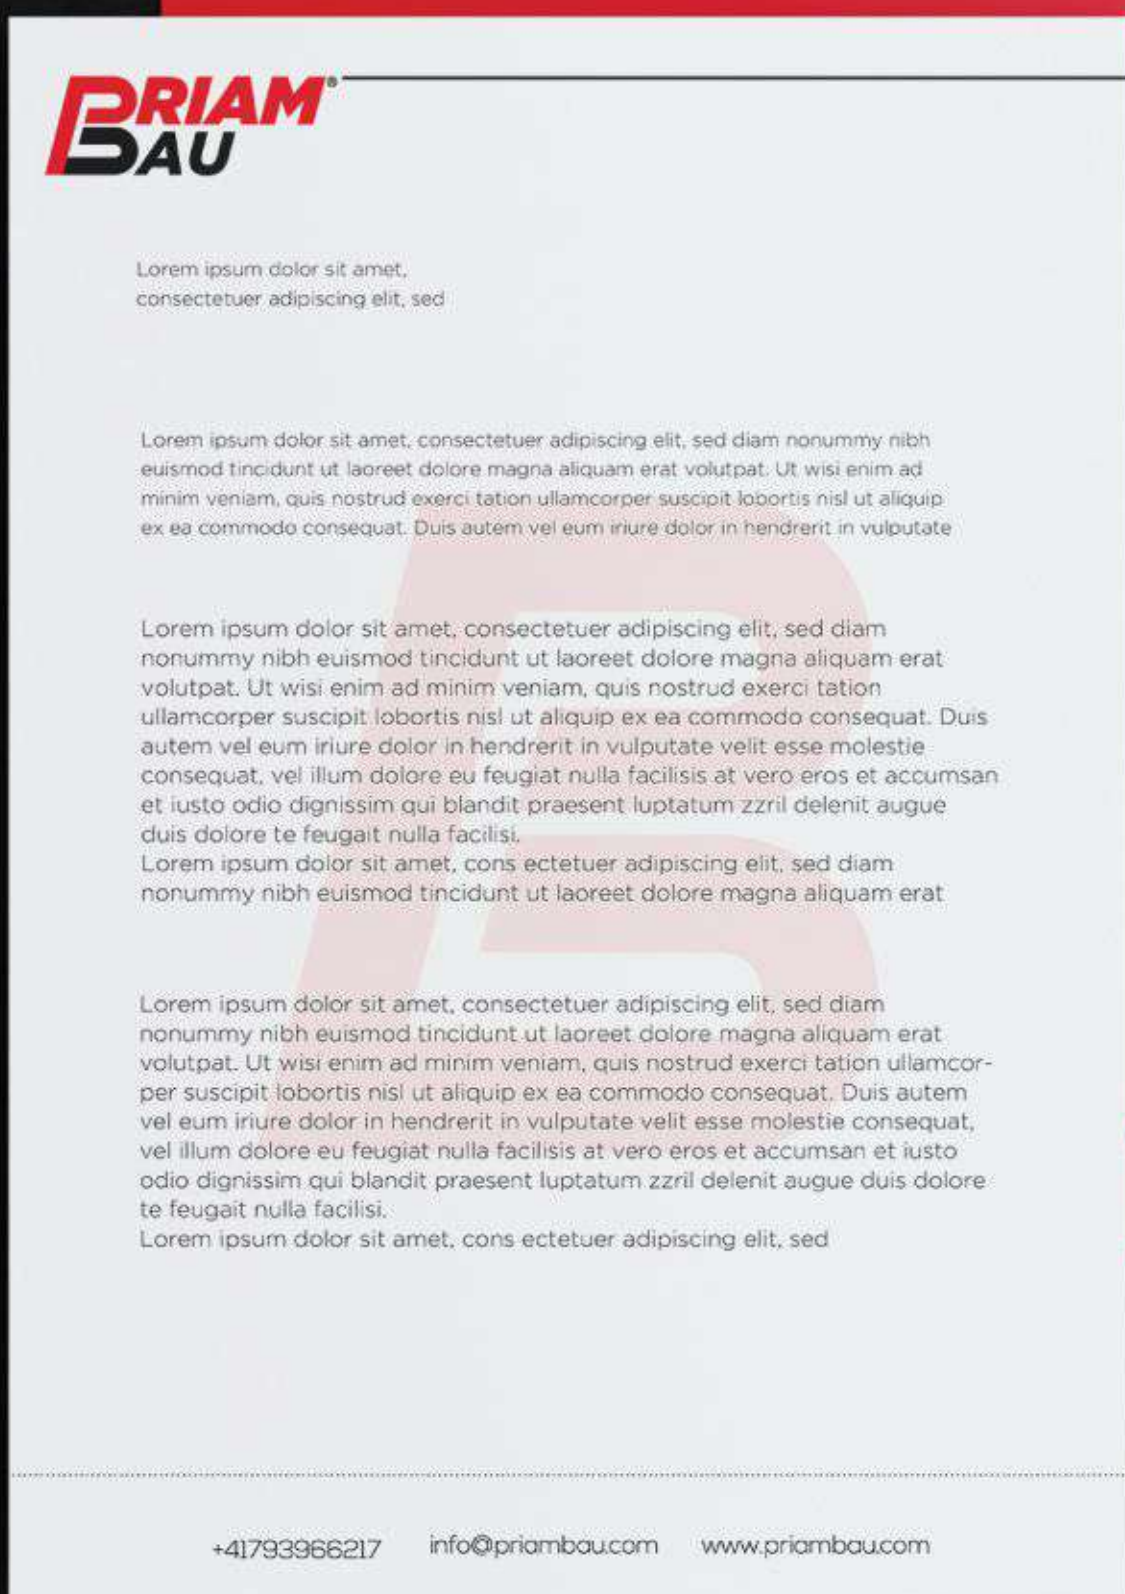 PRIAM®
BAU
Lorem ipsum dolor sit amet,
consectetuer adipiscing elit, sed
Lorem ipsum dolor sit amet, consectetuer adipiscing elit, sed diam nonummy nibh
euismod tincidunt ut laoreet dolore magna aliquam erat volutpat. Ut wisi enim ad
minim veniam, quis nostrud exerci tation ullamcorper suscipit lobortis nisl ut aliquip
ex ea commodo consequat. Duis autem vel eum iriure dolor in hendrerit in vulputate
Lorem ipsum dolor sit amet, consectetuer adipiscing elit, sed diam
nonummy nibh euismod tincidunt ut laoreet dolore magna aliquam erat
volutpat. Ut wisi enim ad minim veniam, quis nostrud exerci tation
ullamcorper suscipit lobortis nisl ut aliquip ex ea commodo consequat. Duis
autem vel eum iriure dolor in hendrerit in vulputate velit esse molestie
consequat, vel illum dolore eu feugiat nulla facilisis at vero eros et accumsan
et iusto odio dignissim qui blandit praesent luptatum zzril delenit augue
duis dolore te feugait nulla facilisi.
Lorem ipsum dolor sit amet, cons ectetuer adipiscing elit, sed diam
nonummy nibh euismod tincidunt ut laoreet dolore magna aliquam erat
Lorem ipsum dolor sit amet, consectetuer adipiscing elit, sed diam
nonummy nibh euismod tincidunt ut laoreet dolore magna aliquam erat
volutpat. Ut wisi enim ad minim veniam, quis nostrud exerci tation ullamcor-
per suscipit lobortis nisl ut aliquip ex ea commodo consequat. Duis autem
vel eum iriure dolor in hendrerit in vulputate velit esse molestie consequat,
vel illum dolore eu feugiat nulla facilisis at vero eros et accumsan et iusto
odio dignissim qui blandit praesent luptatum zzril delenit augue duis dolore
te feugait nulla facilisi.
Lorem ipsum dolor sit amet, cons ectetuer adipiscing elit, sed
+41793966217 info@priambau.com www.priambau.com